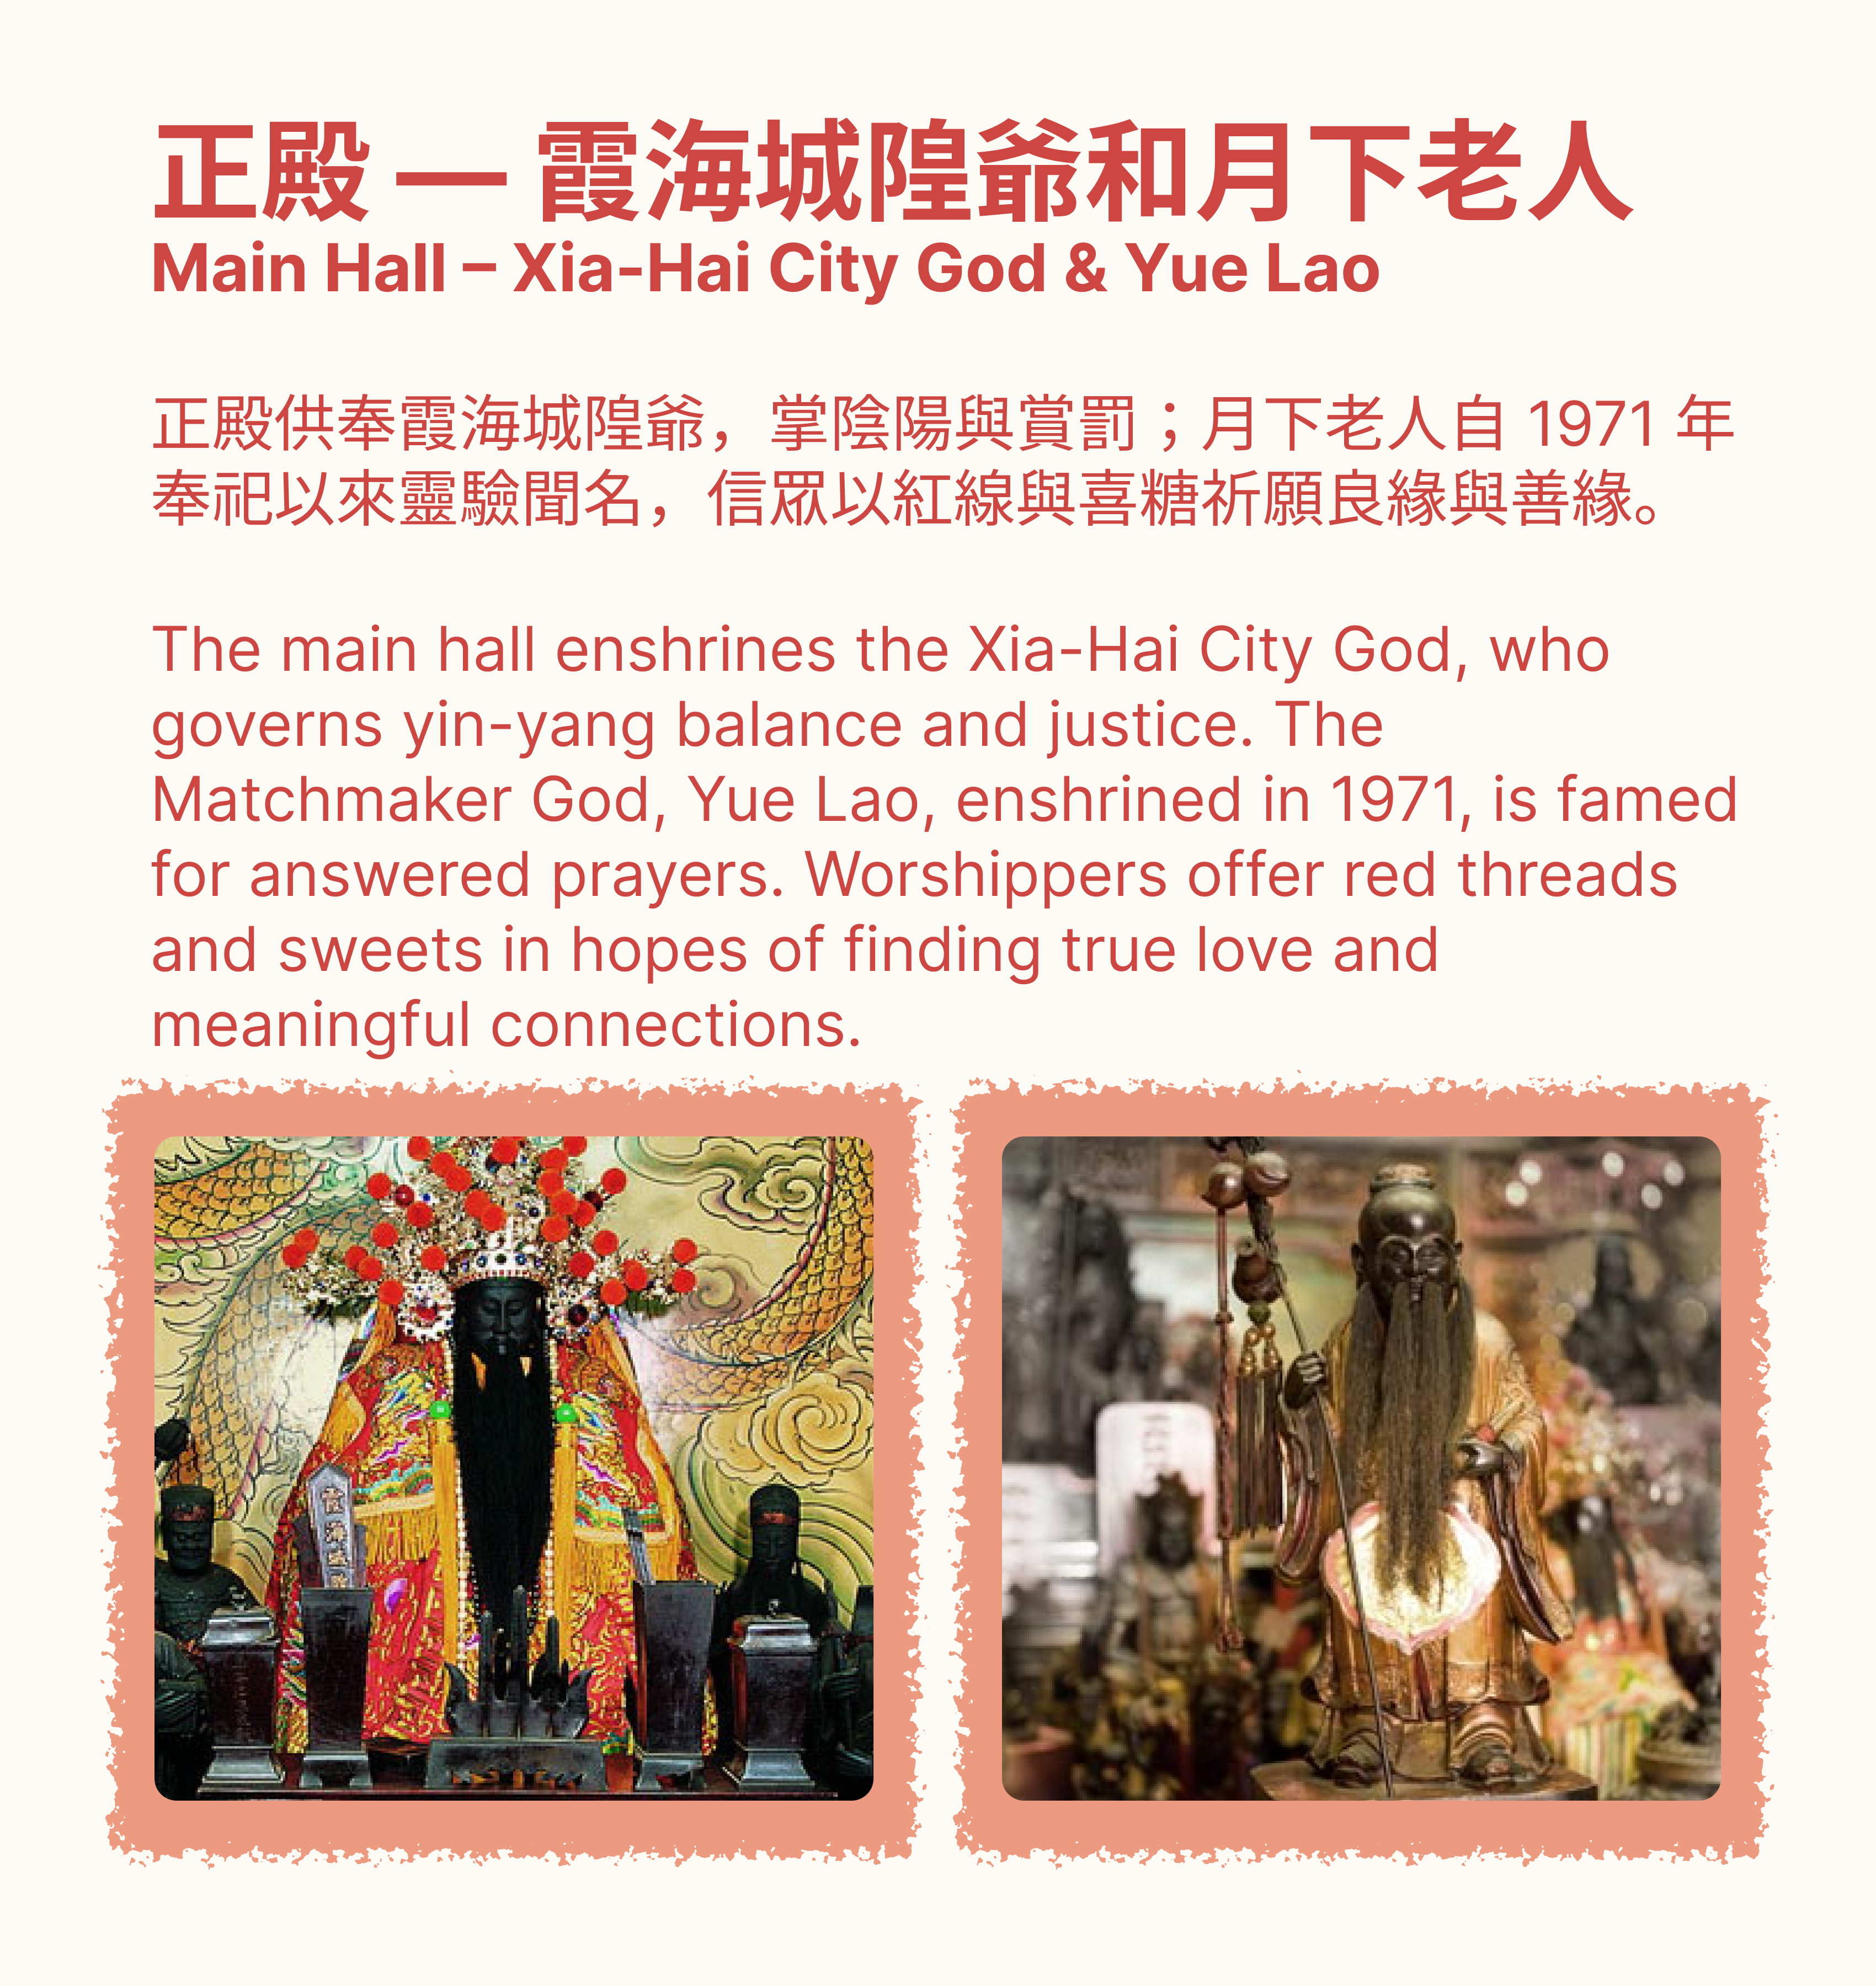 正殿 — 霞海城隍爺和月下老人
Main Hall – Xia-Hai City God & Yue Lao
正殿供奉霞海城隍爺，掌陰陽與賞罰；月下老人自 1971 年
奉祀以來靈驗聞名，信眾以紅線與喜糖祈願良緣與善緣。
The main hall enshrines the Xia-Hai City God, who
governs yin-yang balance and justice. The
Matchmaker God, Yue Lao, enshrined in 1971, is famed
for answered prayers. Worshippers offer red threads
and sweets in hopes of finding true love and
meaningful connections.